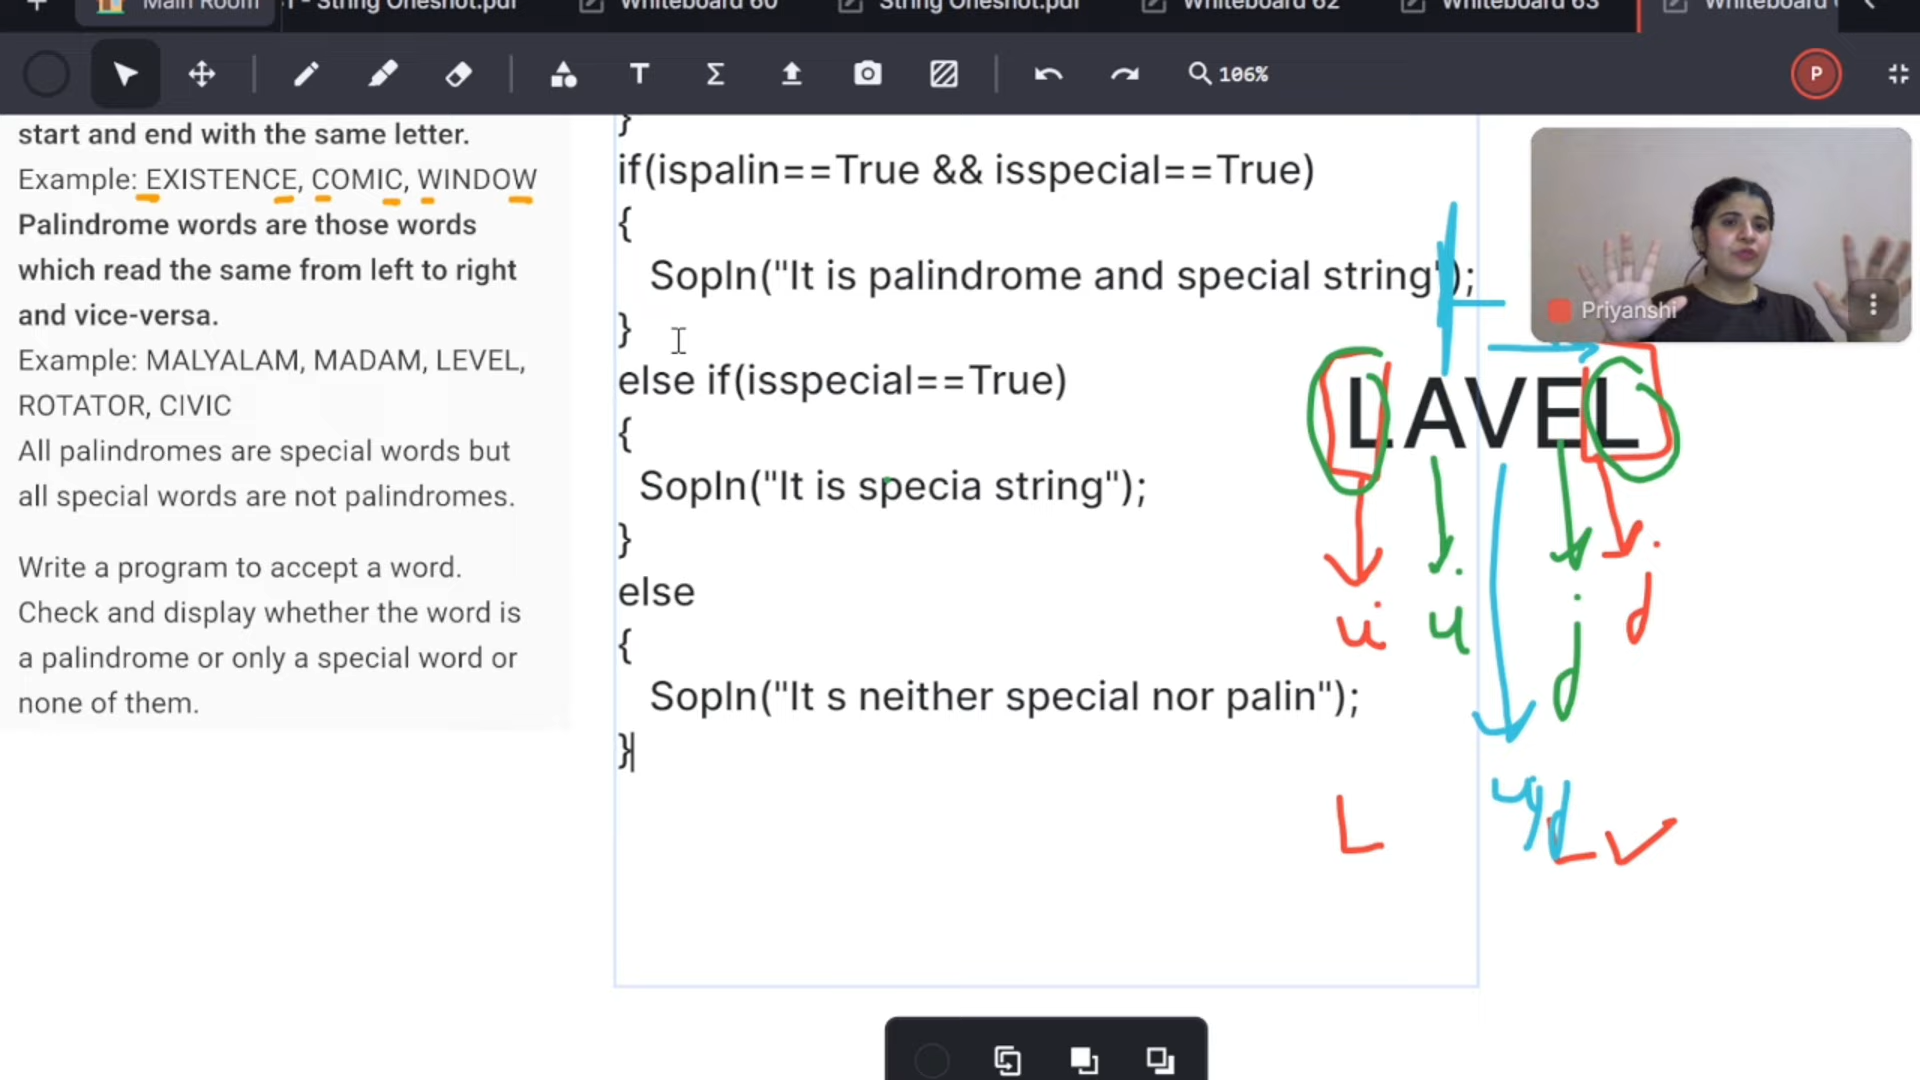 Main Room
- String Oneshot.pdf
Whiteboard 60
String Oneshot.pdf
Whiteboard 62
Whiteboard 63
Whiteboard
T Σ 106%
P
start and end with the same letter.
Example: EXISTENCE, COMIC, WINDOW
Palindrome words are those words
which read the same from left to right
and vice-versa.
Example: MALYALAM, MADAM, LEVEL,
ROTATOR, CIVIC
All palindromes are special words but
all special words are not palindromes.
Write a program to accept a word.
Check and display whether the word is
a palindrome or only a special word or
none of them.
}
if(ispalin==True && isspecial==True)
{
Sopln("It is palindrome and special string");
}
else if(isspecial==True)
{
Sopln("It is specia string");
}
else
{
Sopln("It s neither special nor palin");
}
Priyanshi
LAVEL
i
i
j
j
L
L